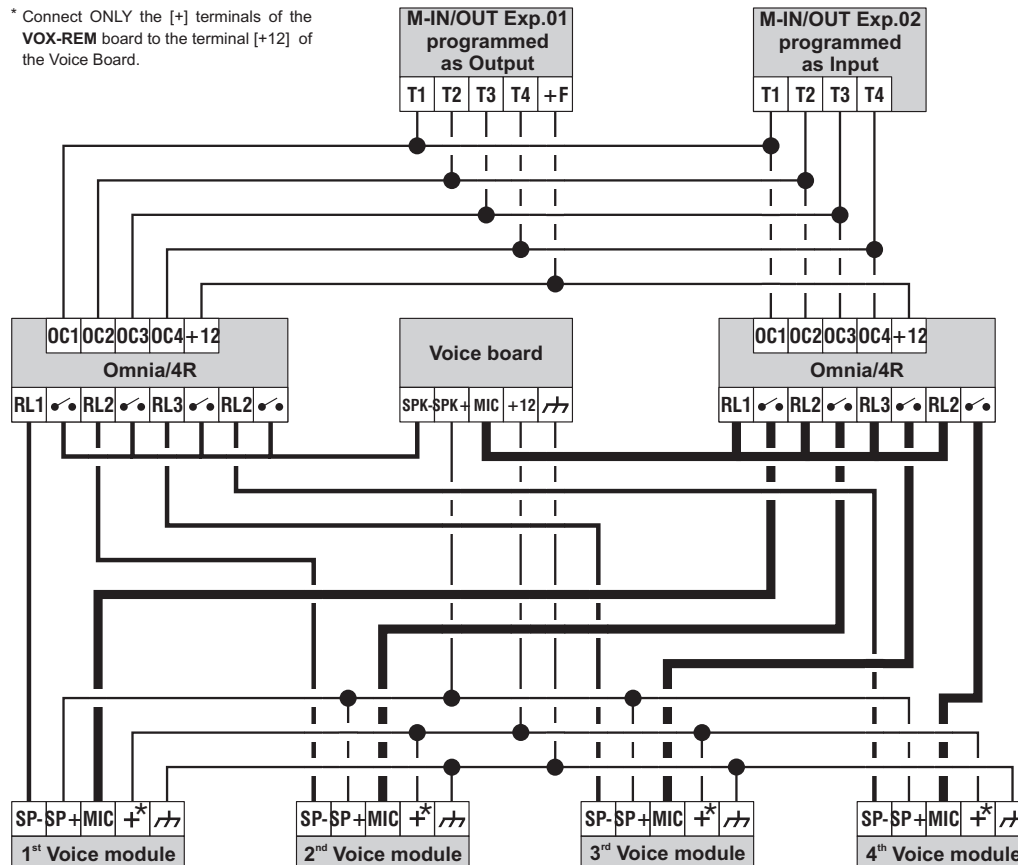 * Connect ONLY the [+] terminals of the
VOX-REM board to the terminal [+12] of
the Voice Board.
M-IN/OUT Exp.01
programmed
as Output
T1 T2 T3 T4 +F
M-IN/OUT Exp.02
programmed
as Input
T1 T2 T3 T4
OC1 OC2 OC3 OC4 +12
Omnia/4R
RL1 RL2 RL3 RL2
Voice board
SPK- SPK+ MIC +12
OC1 OC2 OC3 OC4 +12
Omnia/4R
RL1 RL2 RL3 RL2
SP- SP+ MIC +*
1st Voice module
SP- SP+ MIC +*
2nd Voice module
SP- SP+ MIC +*
3rd Voice module
SP- SP+ MIC +*
4th Voice module